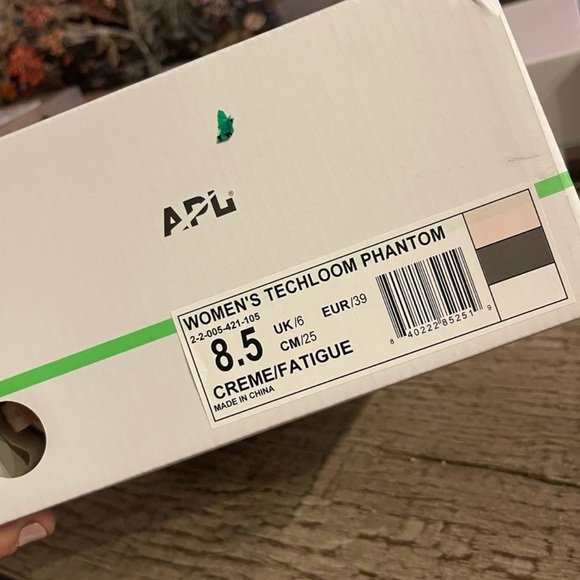 APL®
WOMEN'S TECHLOOM PHANTOM
2-2-005-421-105
8.5 UK/6 EUR/39
CM/25
CREME/FATIGUE
MADE IN CHINA
8 40222 85251 9